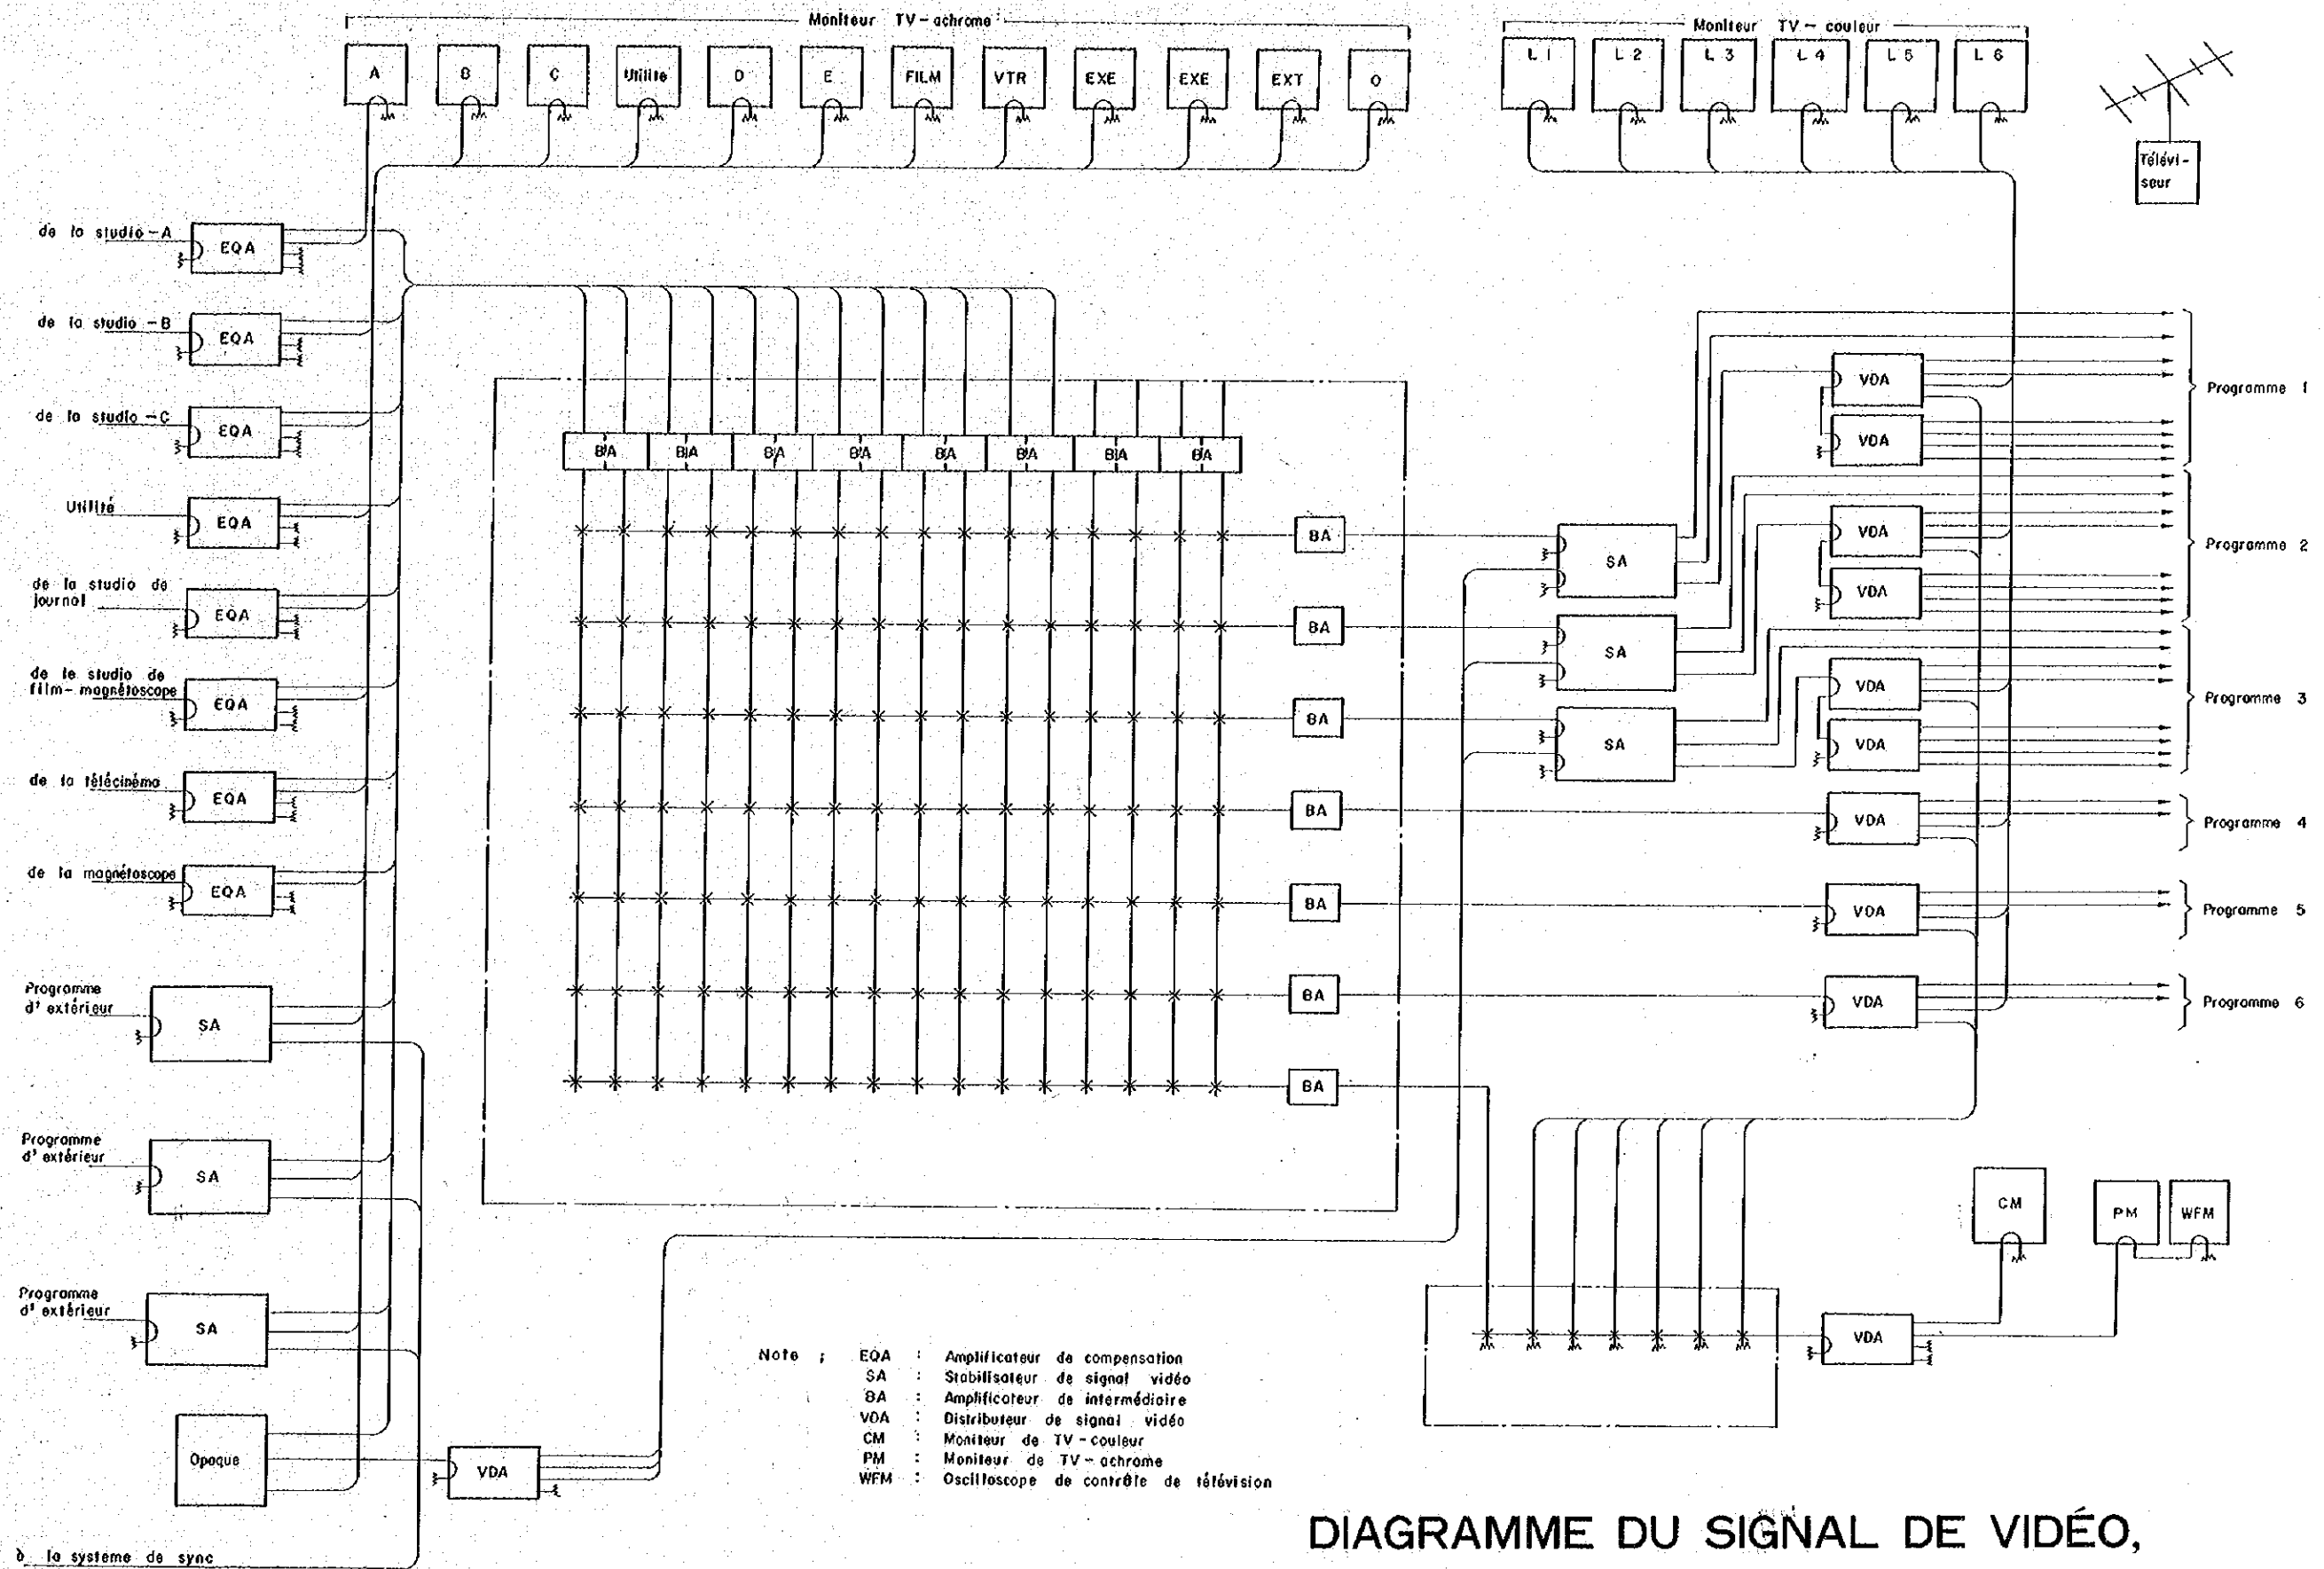 Moniteur TV-achrome
Moniteur TV-couleur
A B C Utilité D E FILM VTR EXE EXE EXT O
L 1 L 2 L 3 L 4 L 5 L 6
Télévi-
seur
de la studio-A
EQA
de la studio-B
EQA
de la studio-C
EQA
Utilité
EQA
de la studio de
journal
EQA
de le studio de
film-magnétoscope
EQA
de la télécinéma
EQA
de la magnétoscope
EQA
Programme
d'extérieur
SA
Programme
d'extérieur
SA
Programme
d'extérieur
SA
Opaque
VDA
à la systeme de sync
BA BA BA BA BA BA BA BA
BA
BA
BA
BA
BA
BA
BA
SA
SA
SA
VDA
VDA
Programme 1
VDA
VDA
Programme 2
VDA
VDA
Programme 3
VDA
Programme 4
VDA
Programme 5
VDA
Programme 6
CM
PM
WFM
VDA
Note ; EQA : Amplificateur de compensation
SA : Stabilisateur de signal vidéo
BA : Amplificateur de intermédiaire
VDA : Distributeur de signal vidéo
CM : Moniteur de TV-couleur
PM : Moniteur de TV-achrome
WFM : Oscilloscope de contrôle de télévision
DIAGRAMME DU SIGNAL DE VIDÉO,